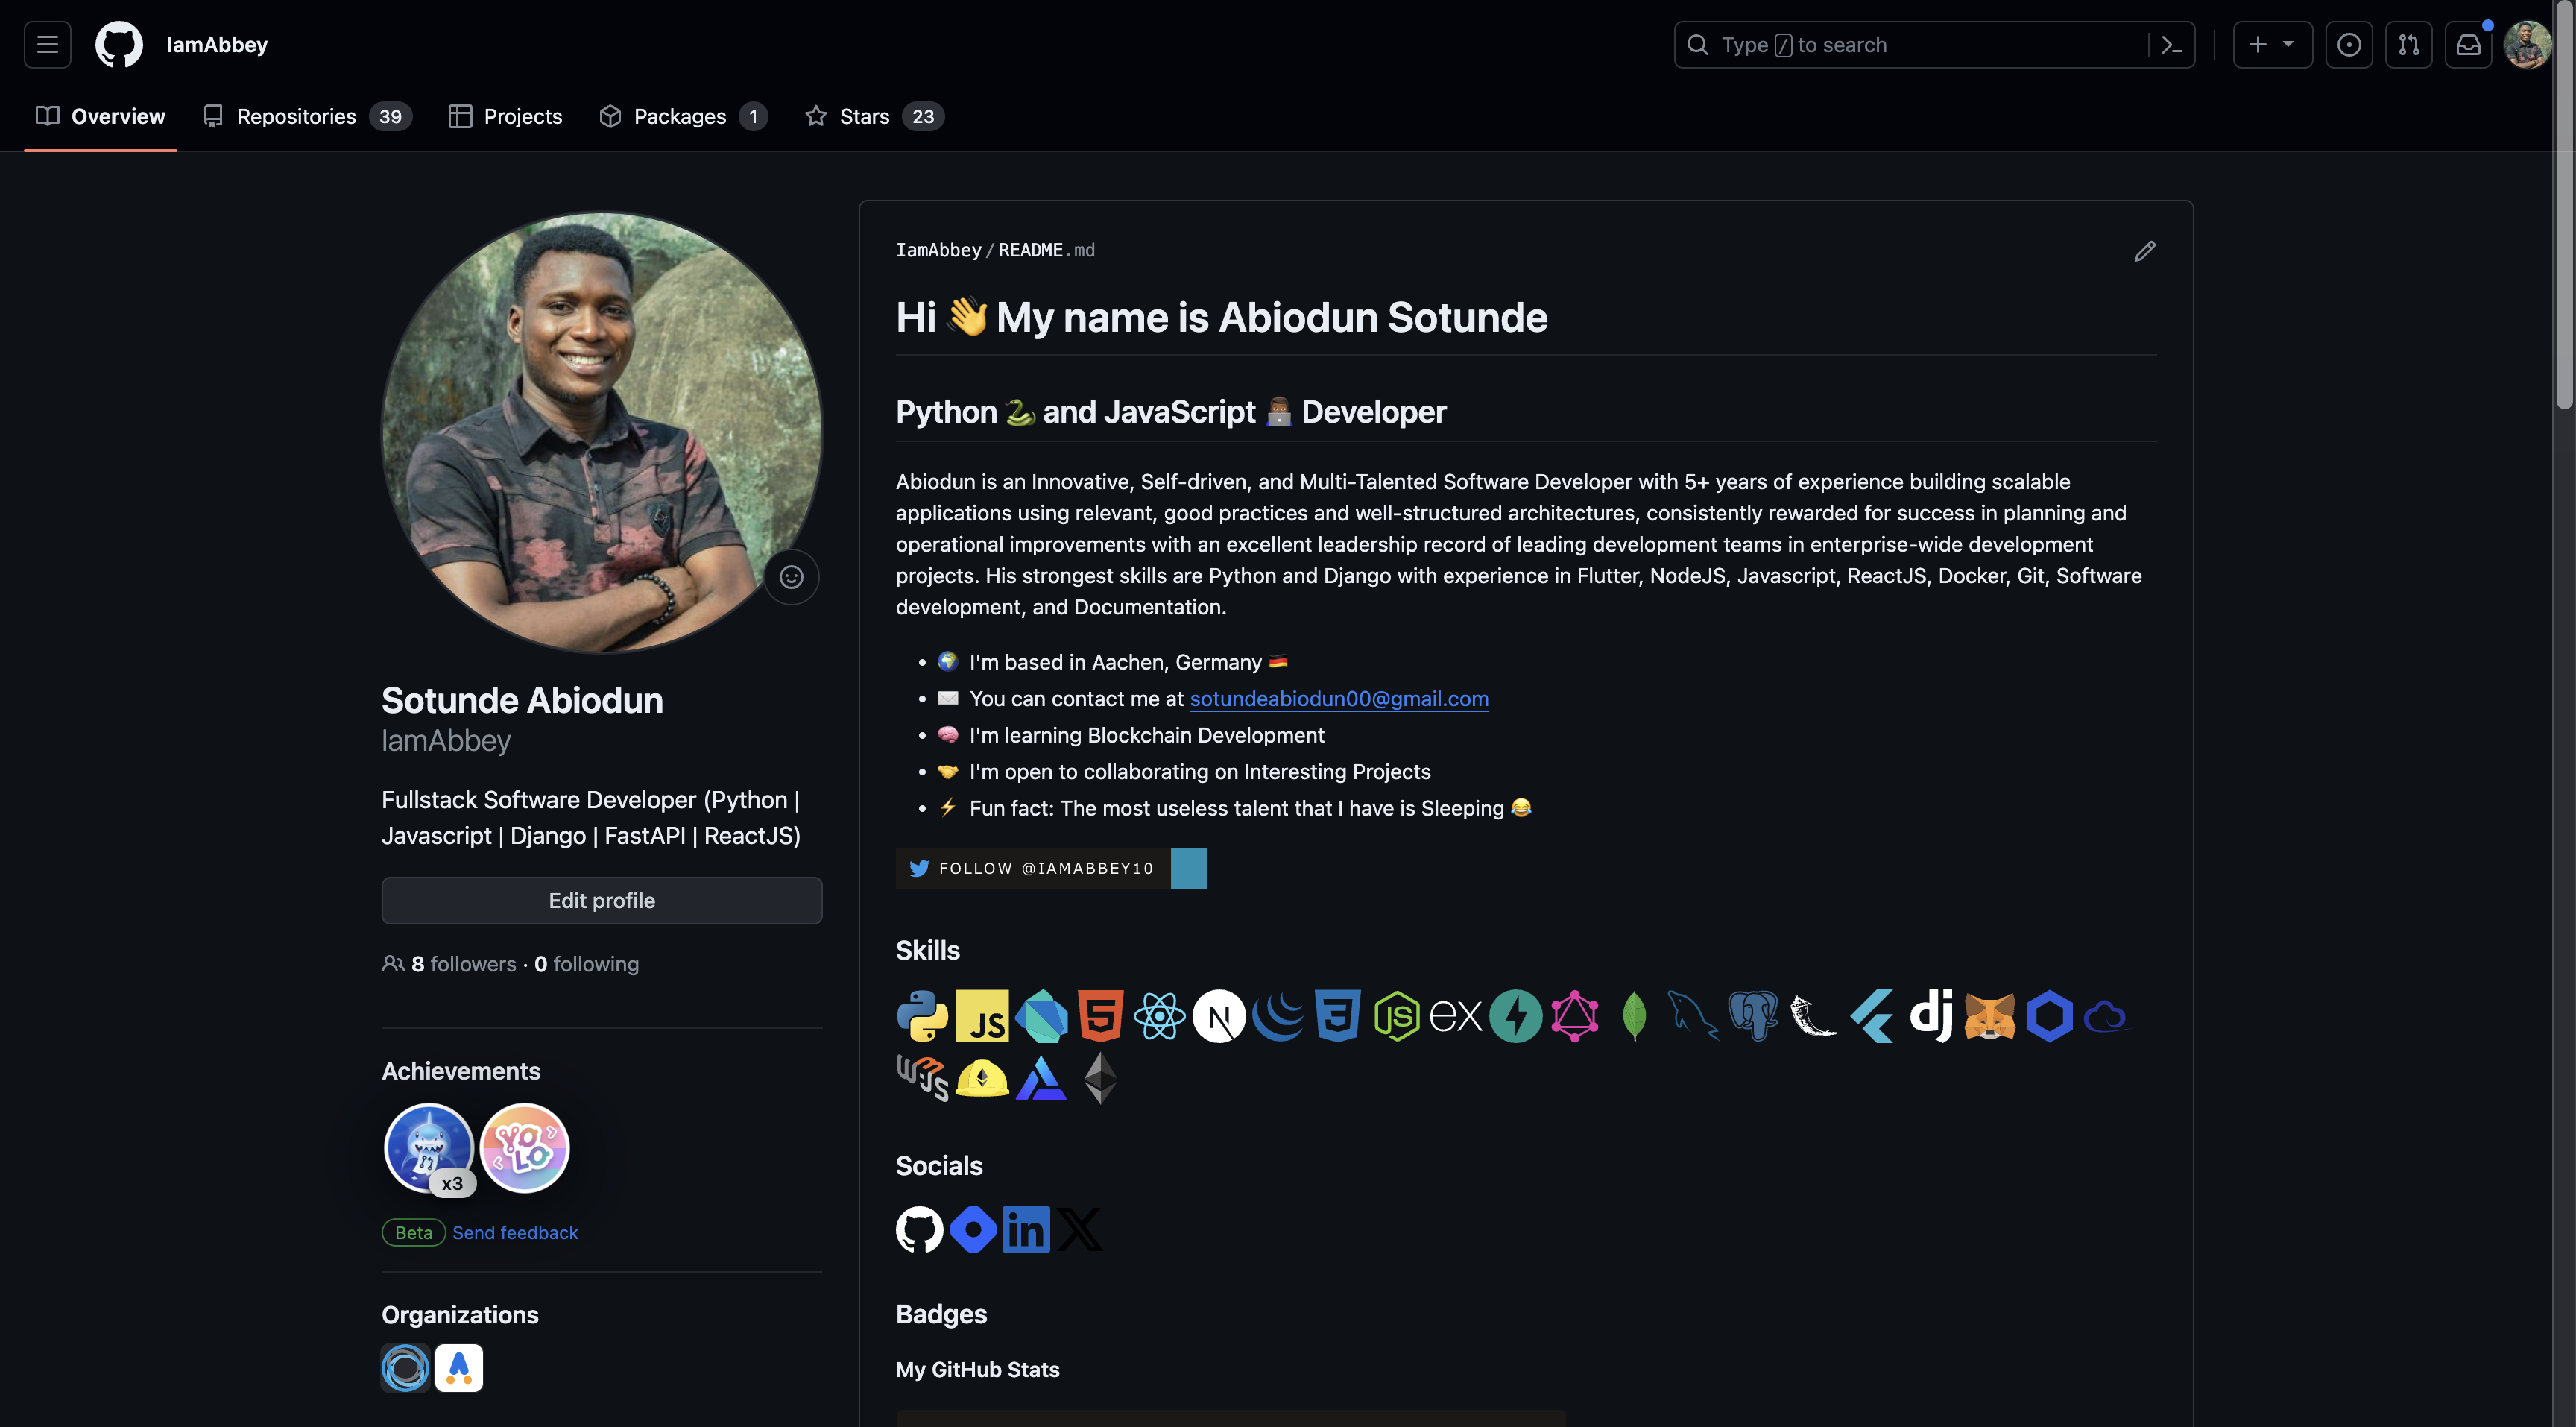 IamAbbey
Type / to search
Overview
Repositories 39
Projects
Packages 1
Stars 23
Sotunde Abiodun
IamAbbey
Fullstack Software Developer (Python |
Javascript | Django | FastAPI | ReactJS)
Edit profile
8 followers · 0 following
Achievements
x3
YOLO
Beta Send feedback
Organizations
IamAbbey/README.md
Hi 👋 My name is Abiodun Sotunde
Python 🐍 and JavaScript 👨🏾‍💻 Developer
Abiodun is an Innovative, Self-driven, and Multi-Talented Software Developer with 5+ years of experience building scalable
applications using relevant, good practices and well-structured architectures, consistently rewarded for success in planning and
operational improvements with an excellent leadership record of leading development teams in enterprise-wide development
projects. His strongest skills are Python and Django with experience in Flutter, NodeJS, Javascript, ReactJS, Docker, Git, Software
development, and Documentation.
• 🌍 I'm based in Aachen, Germany 🇩🇪
• ✉️ You can contact me at sotundeabiodun00@gmail.com
• 🧠 I'm learning Blockchain Development
• 🤝 I'm open to collaborating on Interesting Projects
• ⚡ Fun fact: The most useless talent that I have is Sleeping 😂
FOLLOW @IAMABBEY10
Skills
JS
5
N
3
JS
ex
dj
W3JS
Socials
in
X
Badges
My GitHub Stats